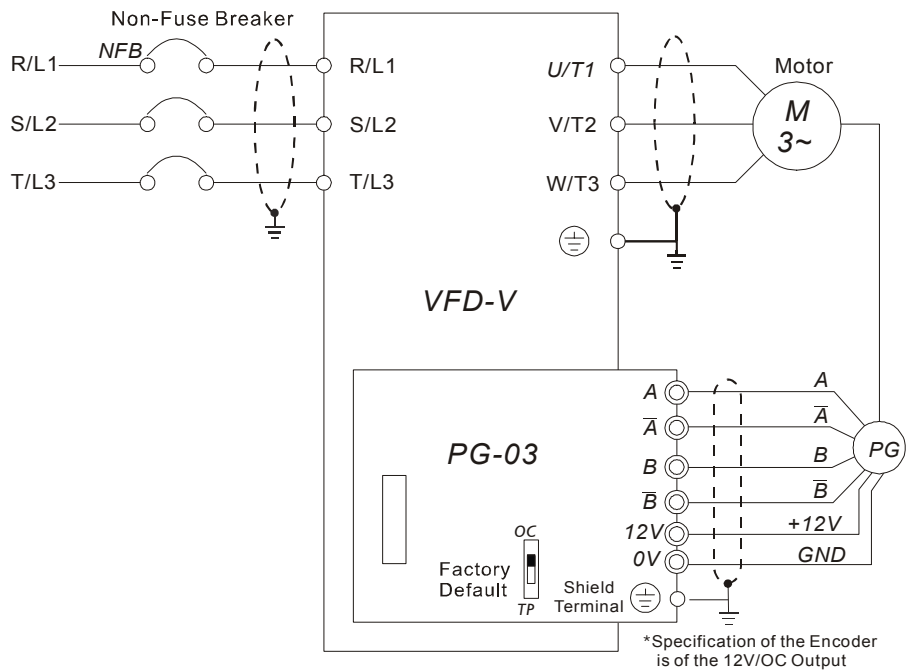 Non-Fuse Breaker
NFB
R/L1
R/L1
U/T1
Motor
S/L2
S/L2
V/T2
M
3~
T/L3
T/L3
W/T3
VFD-V
PG-03
A
A
A̅
A̅
B
B
B̅
B̅
PG
12V
+12V
0V
GND
OC
Factory
Default
TP
Shield
Terminal
*Specification of the Encoder
is of the 12V/OC Output